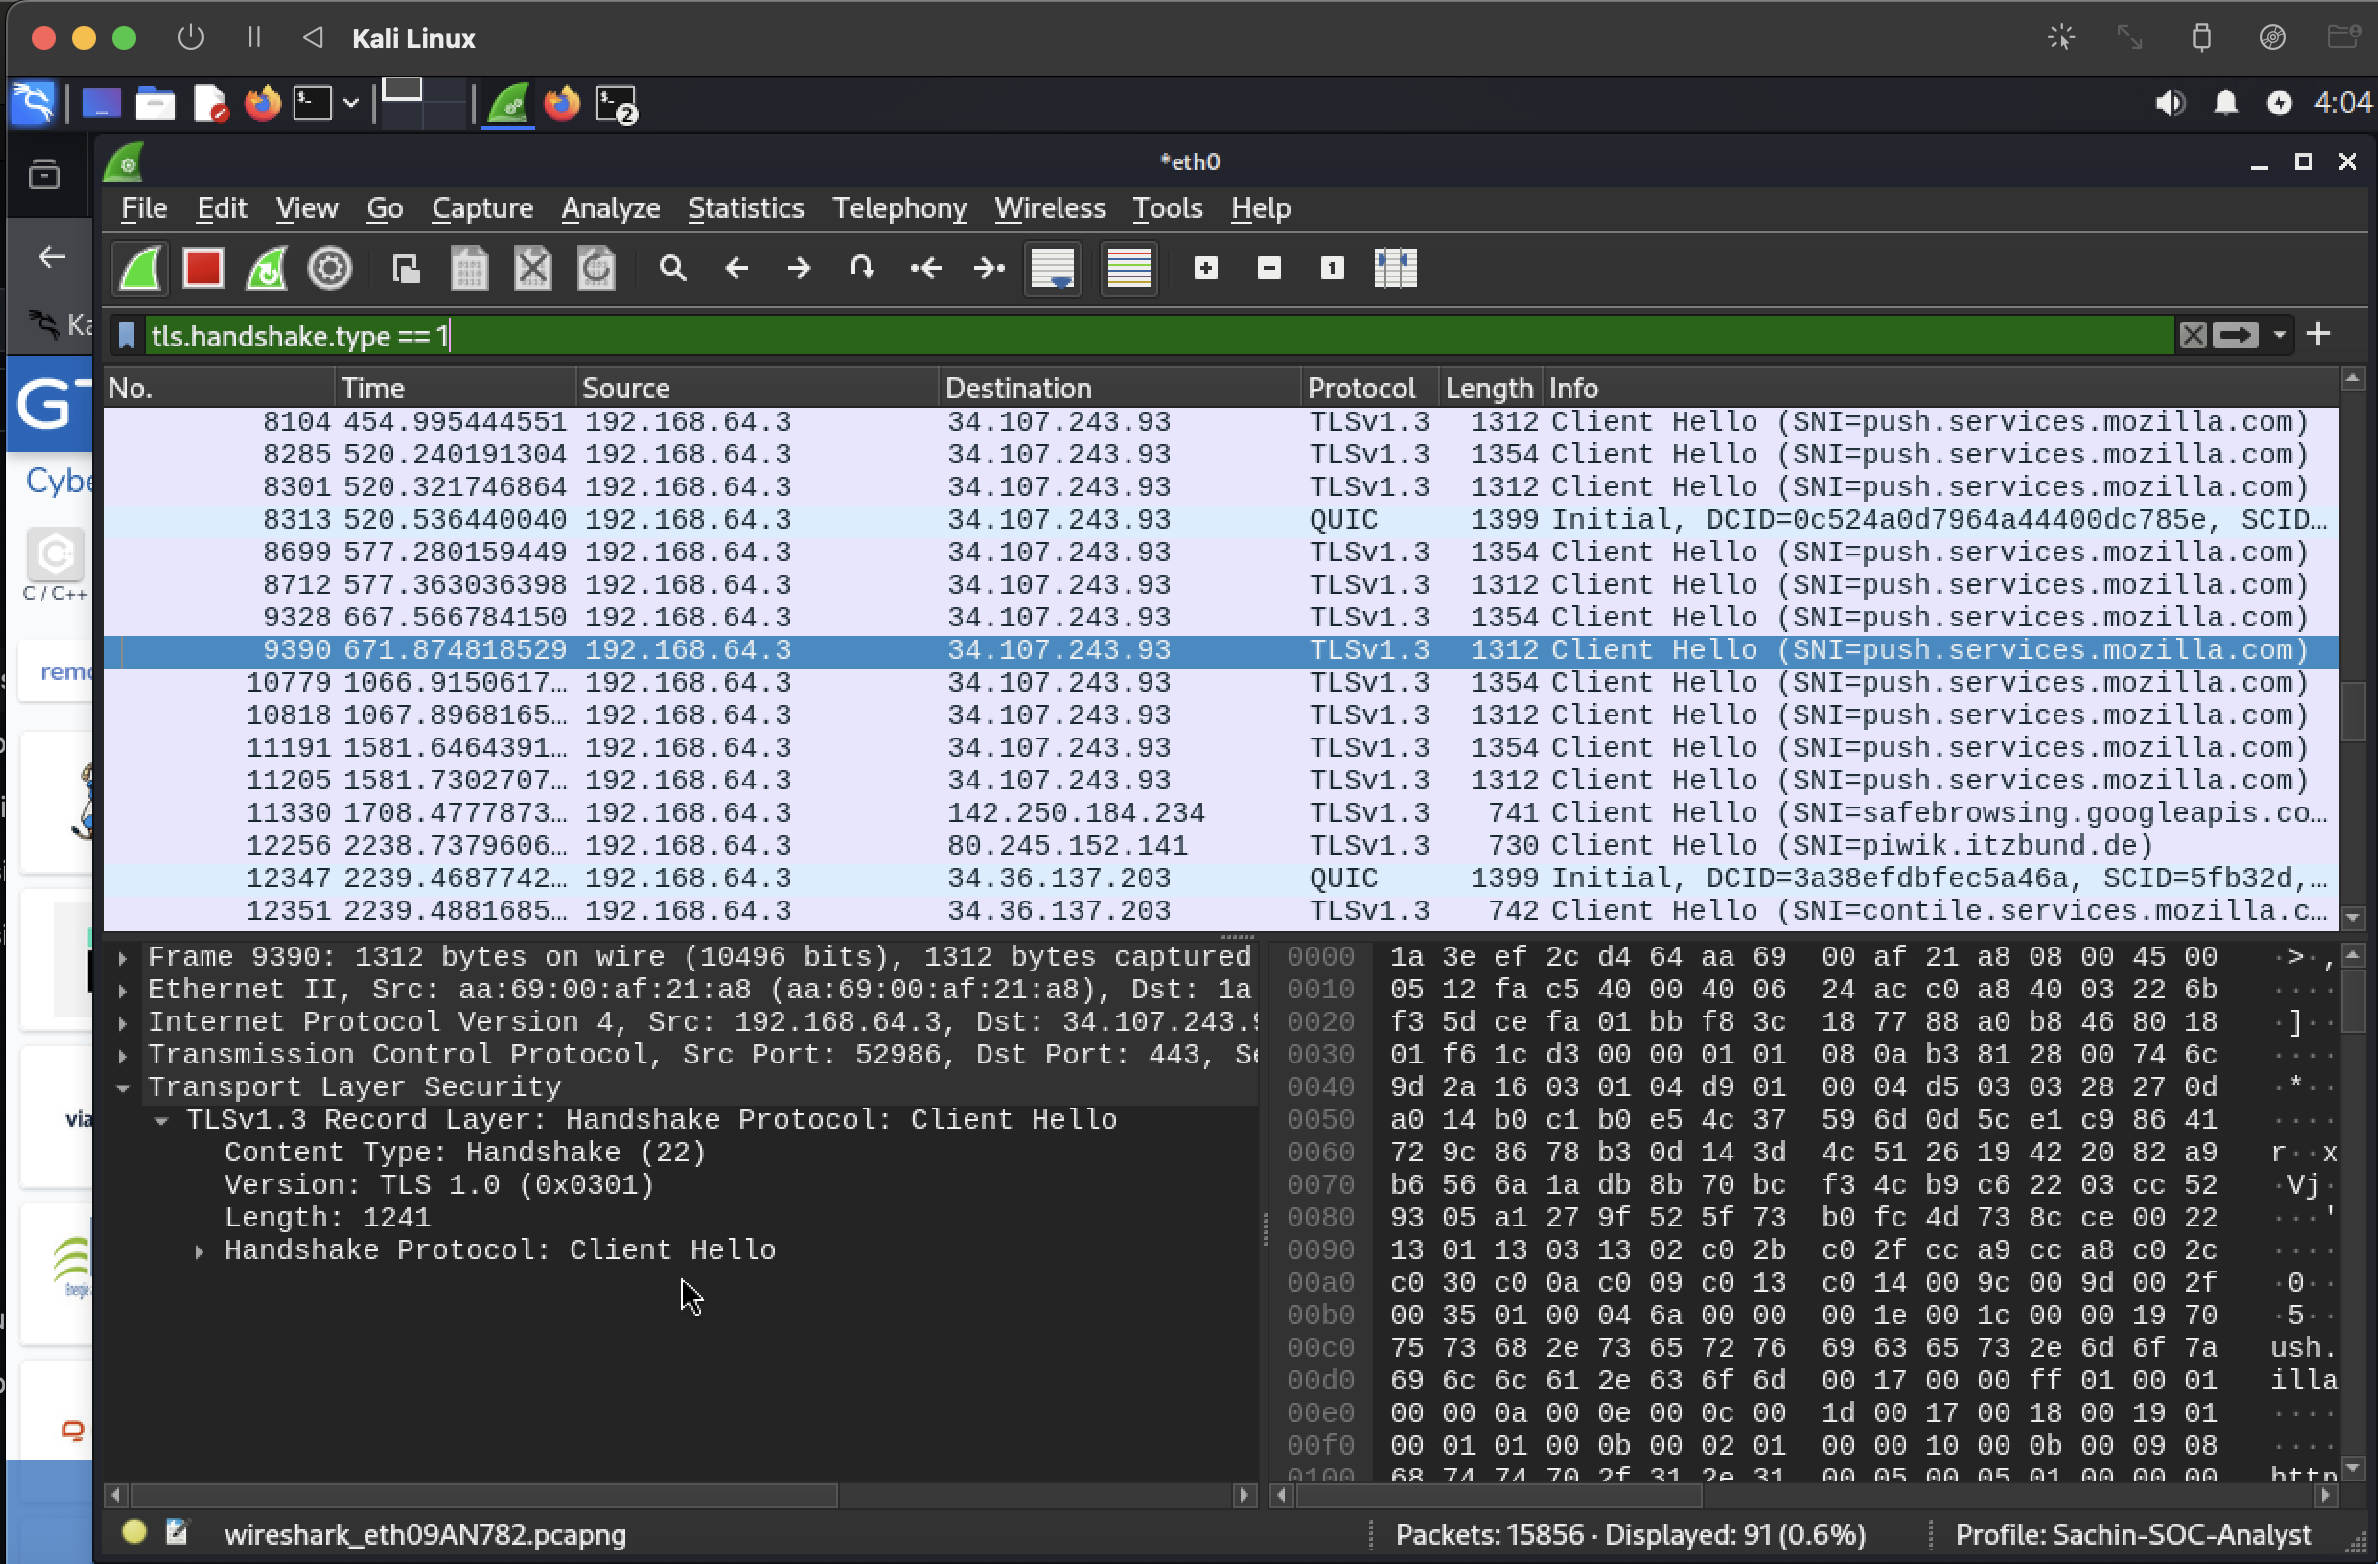 Kali Linux
2
4:04
*eth0
File Edit View Go Capture Analyze Statistics Telephony Wireless Tools Help
tls.handshake.type == 1
No. Time Source Destination Protocol Length Info
8104 454.995444551 192.168.64.3 34.107.243.93 TLSv1.3 1312 Client Hello (SNI=push.services.mozilla.com)
8285 520.240191304 192.168.64.3 34.107.243.93 TLSv1.3 1354 Client Hello (SNI=push.services.mozilla.com)
8301 520.321746864 192.168.64.3 34.107.243.93 TLSv1.3 1312 Client Hello (SNI=push.services.mozilla.com)
8313 520.536440040 192.168.64.3 34.107.243.93 QUIC 1399 Initial, DCID=0c524a0d7964a44400dc785e, SCID…
8699 577.280159449 192.168.64.3 34.107.243.93 TLSv1.3 1354 Client Hello (SNI=push.services.mozilla.com)
8712 577.363036398 192.168.64.3 34.107.243.93 TLSv1.3 1312 Client Hello (SNI=push.services.mozilla.com)
9328 667.566784150 192.168.64.3 34.107.243.93 TLSv1.3 1354 Client Hello (SNI=push.services.mozilla.com)
9390 671.874818529 192.168.64.3 34.107.243.93 TLSv1.3 1312 Client Hello (SNI=push.services.mozilla.com)
10779 1066.9150617… 192.168.64.3 34.107.243.93 TLSv1.3 1354 Client Hello (SNI=push.services.mozilla.com)
10818 1067.8968165… 192.168.64.3 34.107.243.93 TLSv1.3 1312 Client Hello (SNI=push.services.mozilla.com)
11191 1581.6464391… 192.168.64.3 34.107.243.93 TLSv1.3 1354 Client Hello (SNI=push.services.mozilla.com)
11205 1581.7302707… 192.168.64.3 34.107.243.93 TLSv1.3 1312 Client Hello (SNI=push.services.mozilla.com)
11330 1708.4777873… 192.168.64.3 142.250.184.234 TLSv1.3 741 Client Hello (SNI=safebrowsing.googleapis.co…
12256 2238.7379606… 192.168.64.3 80.245.152.141 TLSv1.3 730 Client Hello (SNI=piwik.itzbund.de)
12347 2239.4687742… 192.168.64.3 34.36.137.203 QUIC 1399 Initial, DCID=3a38efdbfec5a46a, SCID=5fb32d,…
12351 2239.4881685… 192.168.64.3 34.36.137.203 TLSv1.3 742 Client Hello (SNI=contile.services.mozilla.c…
Frame 9390: 1312 bytes on wire (10496 bits), 1312 bytes captured
Ethernet II, Src: aa:69:00:af:21:a8 (aa:69:00:af:21:a8), Dst: 1a
Internet Protocol Version 4, Src: 192.168.64.3, Dst: 34.107.243.9
Transmission Control Protocol, Src Port: 52986, Dst Port: 443, Se
Transport Layer Security
TLSv1.3 Record Layer: Handshake Protocol: Client Hello
Content Type: Handshake (22)
Version: TLS 1.0 (0x0301)
Length: 1241
Handshake Protocol: Client Hello
0000 1a 3e ef 2c d4 64 aa 69 00 af 21 a8 08 00 45 00 ·>·,
0010 05 12 fa c5 40 00 40 06 24 ac c0 a8 40 03 22 6b ····
0020 f3 5d ce fa 01 bb f8 3c 18 77 88 a0 b8 46 80 18 ·]··
0030 01 f6 1c d3 00 00 01 01 08 0a b3 81 28 00 74 6c ····
0040 9d 2a 16 03 01 04 d9 01 00 04 d5 03 03 28 27 0d ·*··
0050 a0 14 b0 c1 b0 e5 4c 37 59 6d 0d 5c e1 c9 86 41 ····
0060 72 9c 86 78 b3 0d 14 3d 4c 51 26 19 42 20 82 a9 r··x
0070 b6 56 6a 1a db 8b 70 bc f3 4c b9 c6 22 03 cc 52 ·Vj·
0080 93 05 a1 27 9f 52 5f 73 b0 fc 4d 73 8c ce 00 22 ···'
0090 13 01 13 03 13 02 c0 2b c0 2f cc a9 cc a8 c0 2c ····
00a0 c0 30 c0 0a c0 09 c0 13 c0 14 00 9c 00 9d 00 2f ·0··
00b0 00 35 01 00 04 6a 00 00 00 1e 00 1c 00 00 19 70 ·5··
00c0 75 73 68 2e 73 65 72 76 69 63 65 73 2e 6d 6f 7a ush.
00d0 69 6c 6c 61 2e 63 6f 6d 00 17 00 00 ff 01 00 01 illa
00e0 00 00 0a 00 0e 00 0c 00 1d 00 17 00 18 00 19 01 ····
00f0 00 01 01 00 0b 00 02 01 00 00 10 00 0b 00 09 08 ····
0100 68 74 74 70 2f 31 2e 31 00 05 00 05 01 00 00 00 http
wireshark_eth09AN782.pcapng
Packets: 15856 · Displayed: 91 (0.6%)
Profile: Sachin-SOC-Analyst
Ka
G
Cybe
C / C++
remo
via